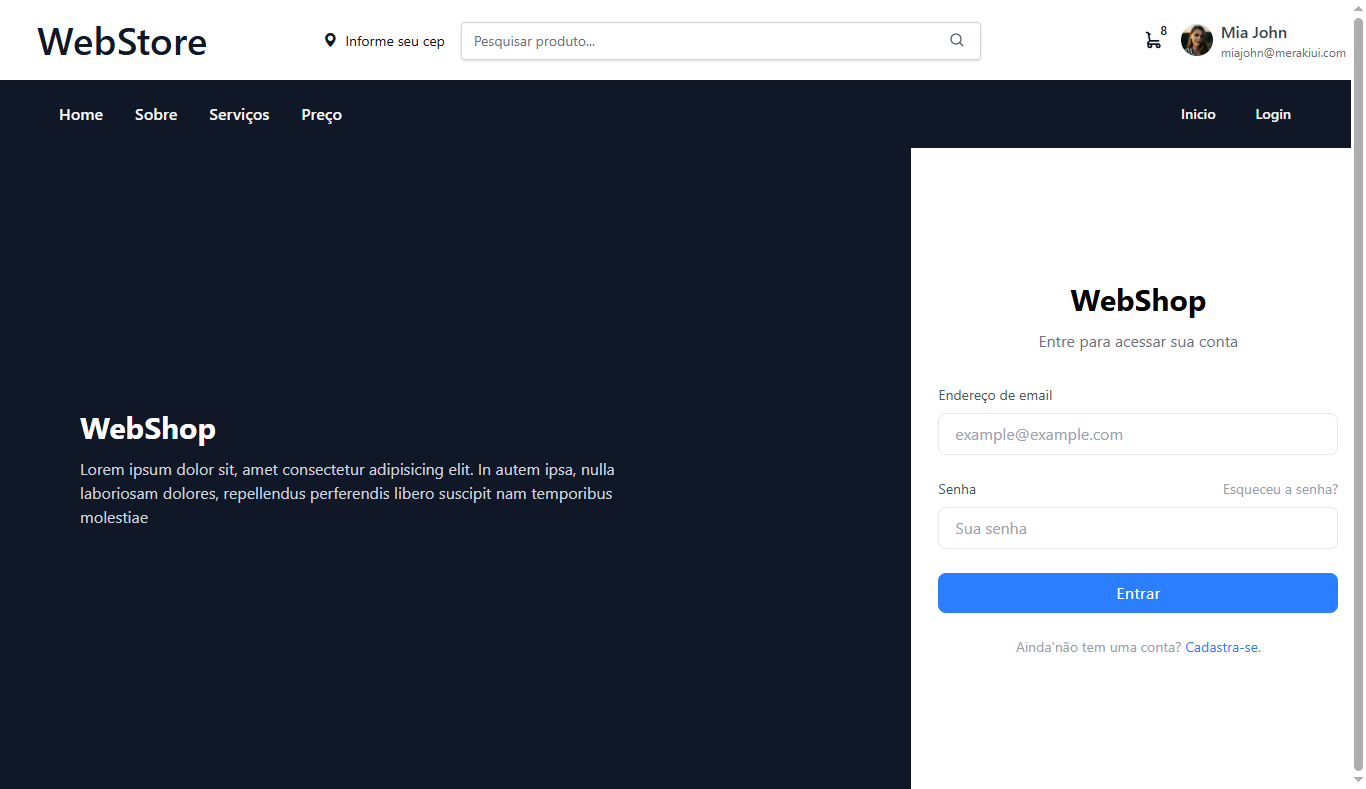 WebStore
Informe seu cep
Pesquisar produto...
8
Mia John
miajohn@merakiui.com
Home Sobre Serviços Preço
Inicio Login
WebShop
Lorem ipsum dolor sit, amet consectetur adipisicing elit. In autem ipsa, nulla
laboriosam dolores, repellendus perferendis libero suscipit nam temporibus
molestiae
WebShop
Entre para acessar sua conta
Endereço de email
example@example.com
Senha Esqueceu a senha?
Sua senha
Entrar
Ainda'não tem uma conta? Cadastra-se.